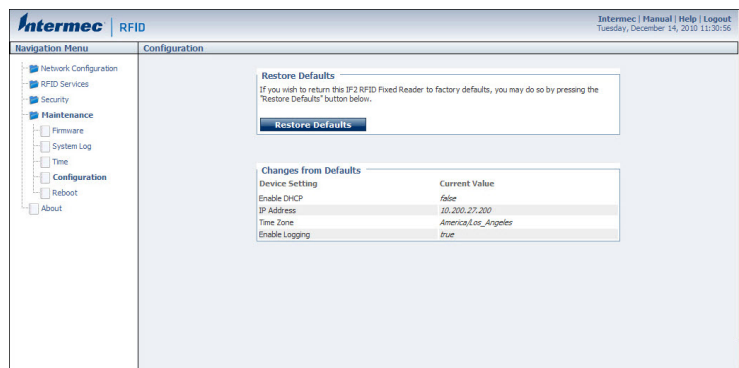 Intermec | RFID
Intermec | Manual | Help | Logout
Tuesday, December 14, 2010 11:30:56
Navigation Menu
Configuration
Network Configuration
RFID Services
Security
Maintenance
Firmware
System Log
Time
Configuration
Reboot
About
Restore Defaults
If you wish to return this IF2 RFID Fixed Reader to factory defaults, you may do so by pressing the
"Restore Defaults" button below.
Restore Defaults
Changes from Defaults
Device Setting Current Value
Enable DHCP false
IP Address 10.200.27.200
Time Zone America/Los_Angeles
Enable Logging true